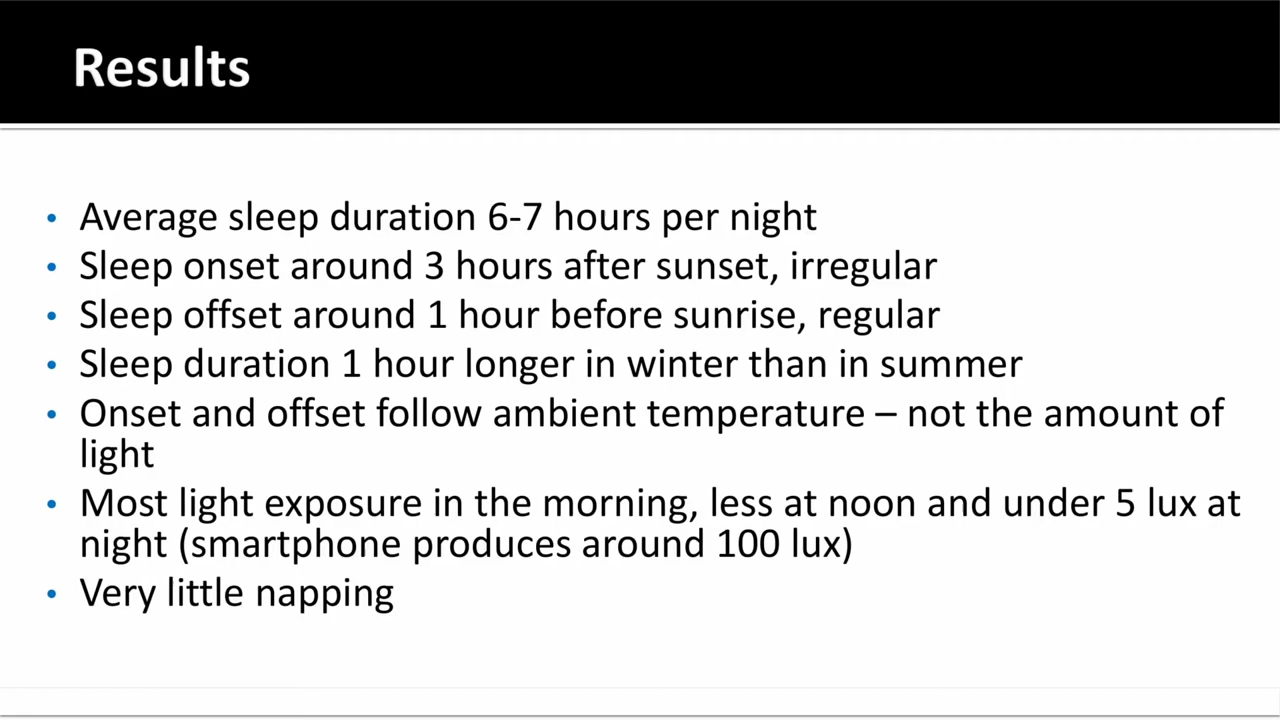 Results
• Average sleep duration 6-7 hours per night
• Sleep onset around 3 hours after sunset, irregular
• Sleep offset around 1 hour before sunrise, regular
• Sleep duration 1 hour longer in winter than in summer
• Onset and offset follow ambient temperature – not the amount of
light
• Most light exposure in the morning, less at noon and under 5 lux at
night (smartphone produces around 100 lux)
• Very little napping